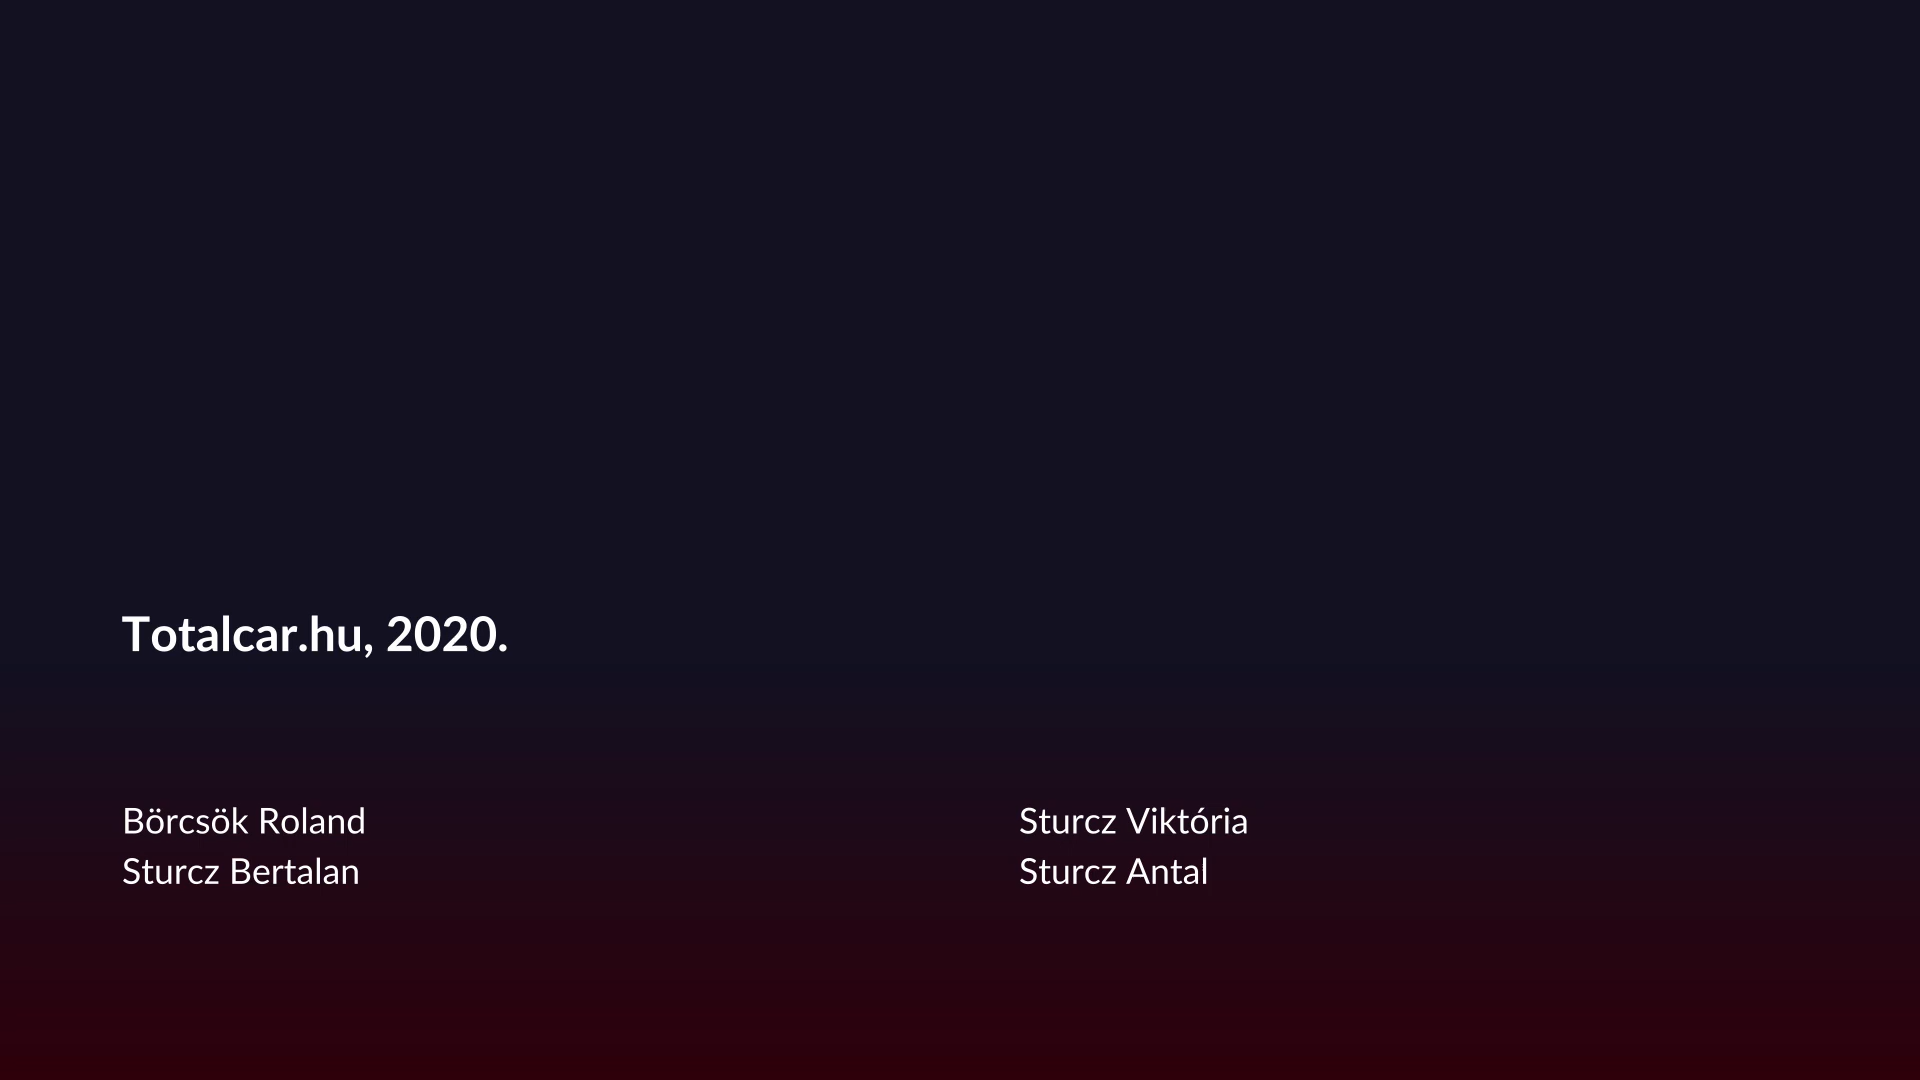 Totalcar.hu, 2020.
Börcsök Roland
Sturcz Bertalan
Sturcz Viktória
Sturcz Antal